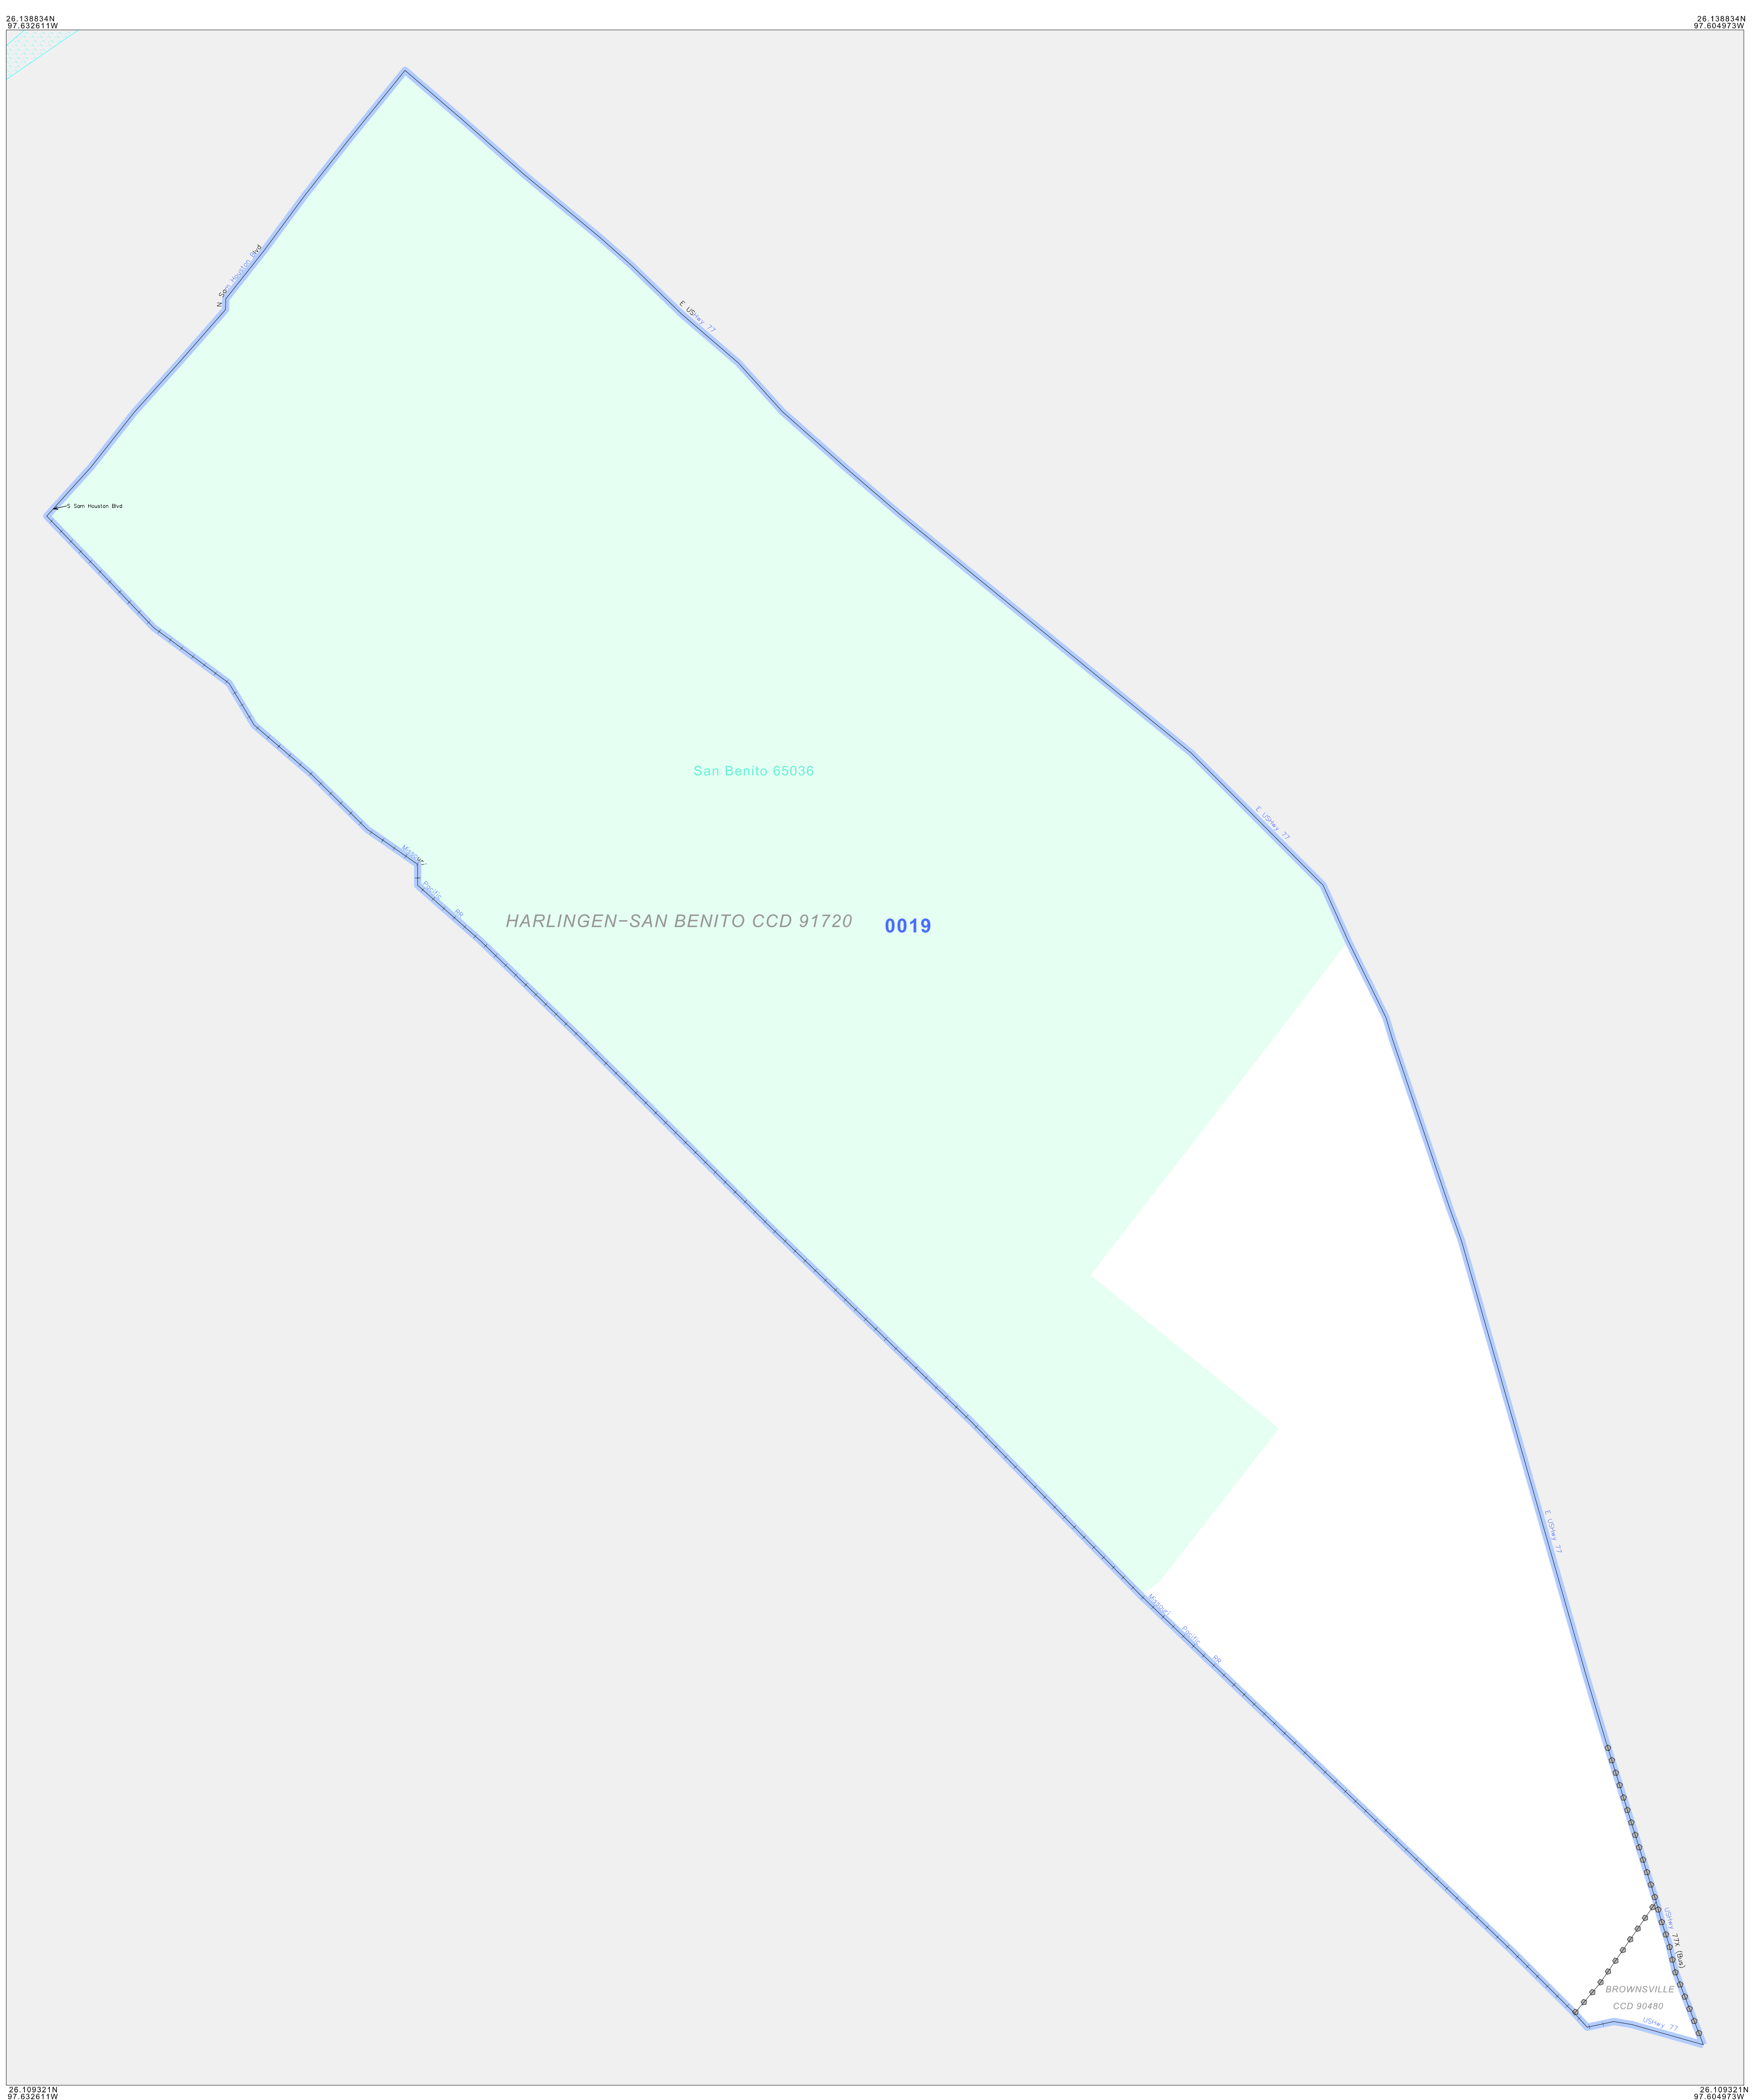 26.138834N
97.632611W
26.138834N
97.604973W
N Sam Houston Blvd
E USHwy 77
S Sam Houston Blvd
San Benito 65036
E USHwy 77
Missouri Pacific RR
HARLINGEN−SAN BENITO CCD 91720
0019
E USHwy 77
Missouri Pacific RR
USHwy 77X (Bus)
BROWNSVILLE
CCD 90480
USHwy 77
26.109321N
97.632611W
26.109321N
97.604973W